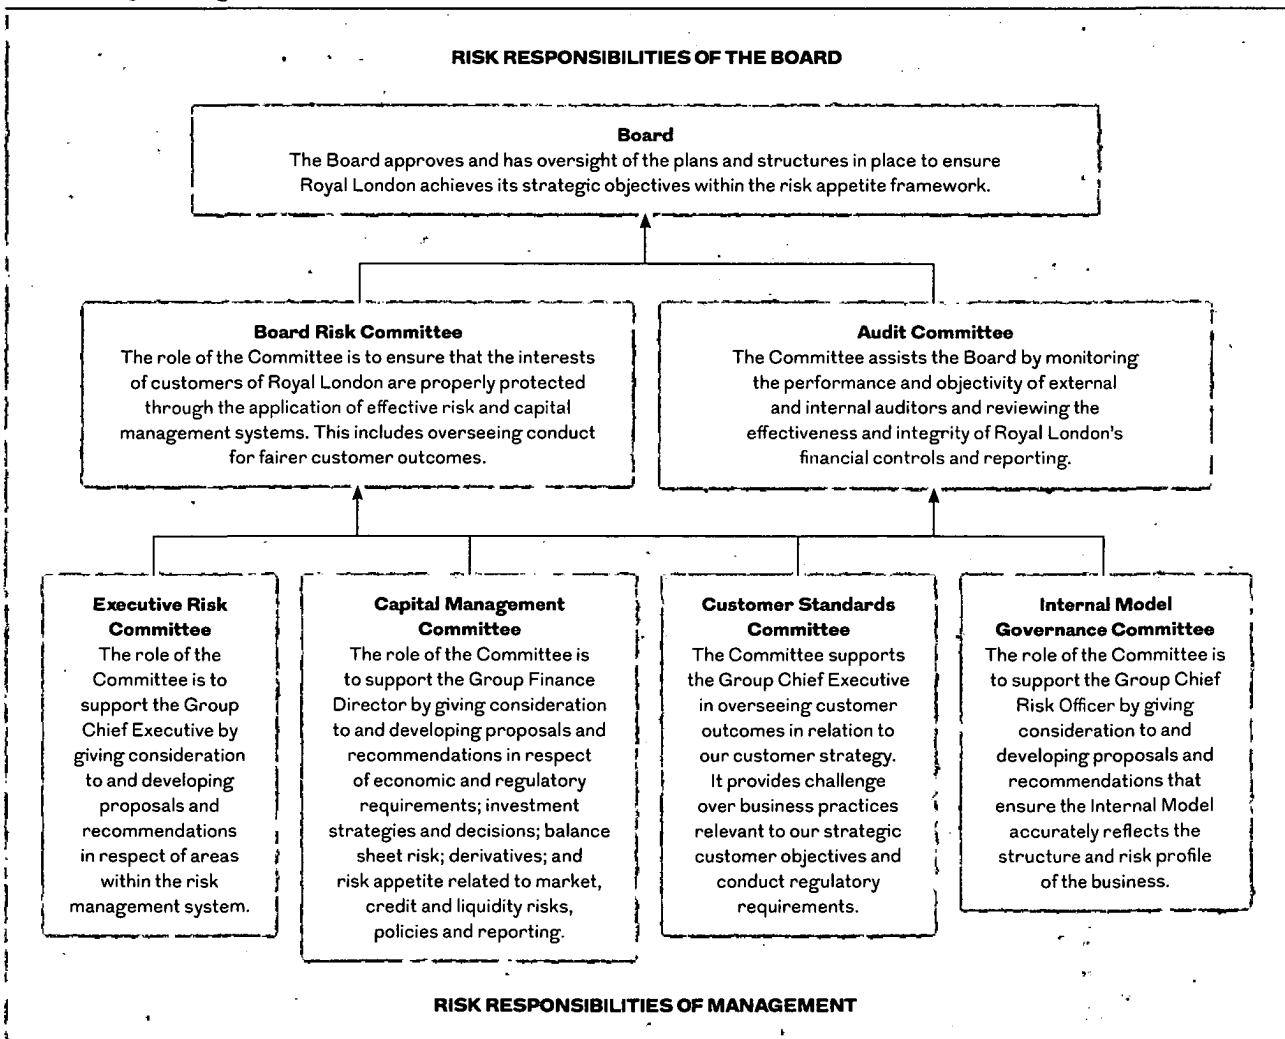 RISK RESPONSIBILITIES OF THE BOARD
Board
The Board approves and has oversight of the plans and structures in place to ensure
Royal London achieves its strategic objectives within the risk appetite framework.
Board Risk Committee
The role of the Committee is to ensure that the interests
of customers of Royal London are properly protected
through the application of effective risk and capital
management systems. This includes overseeing conduct
for fairer customer outcomes.
Audit Committee
The Committee assists the Board by monitoring
the performance and objectivity of external
and internal auditors and reviewing the
effectiveness and integrity of Royal London's
financial controls and reporting.
Executive Risk
Committee
The role of the
Committee is to
support the Group
Chief Executive by
giving consideration
to and developing
proposals and
recommendations
in respect of areas
within the risk
management system.
Capital Management
Committee
The role of the Committee is
to support the Group Finance
Director by giving consideration
to and developing proposals and
recommendations in respect
of economic and regulatory
requirements; investment
strategies and decisions; balance
sheet risk; derivatives; and
risk appetite related to market,
credit and liquidity risks,
policies and reporting.
Customer Standards
Committee
The Committee supports
the Group Chief Executive
in overseeing customer
outcomes in relation to
our customer strategy.
It provides challenge
over business practices
relevant to our strategic
customer objectives and
conduct regulatory
requirements.
Internal Model
Governance Committee
The role of the Committee is
to support the Group Chief
Risk Officer by giving
consideration to and
developing proposals and
recommendations that
ensure the Internal Model
accurately reflects the
structure and risk profile
of the business.
RISK RESPONSIBILITIES OF MANAGEMENT